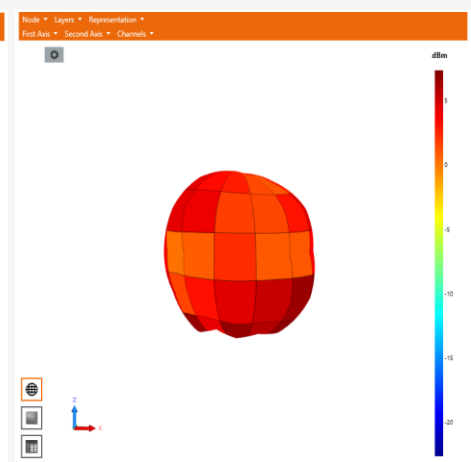 Node Layers Representation
First Axis Second Axis Channels
dBm
5
0
-5
-10
-15
-20
Z
X